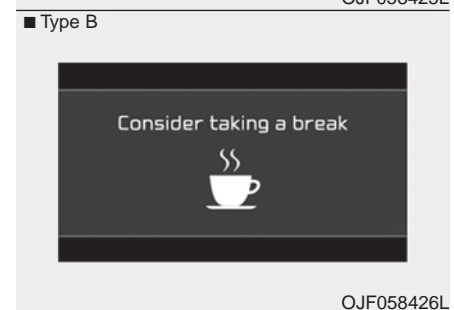 ■ Type B
Consider taking a break
OJF058426L